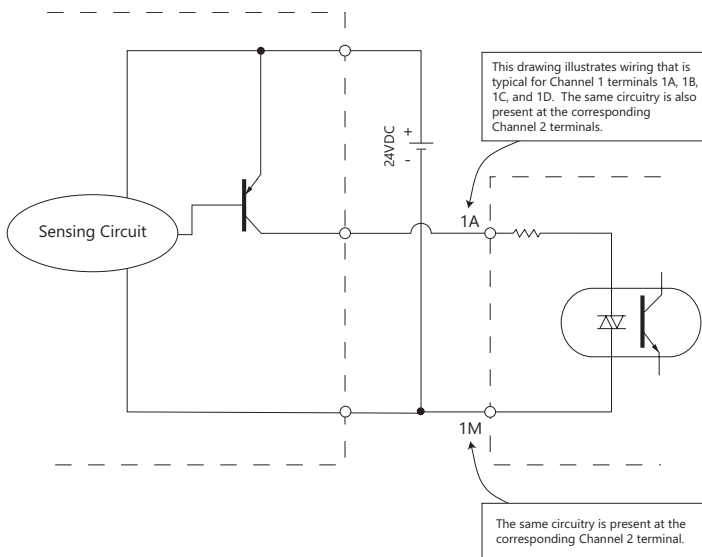 This drawing illustrates wiring that is
typical for Channel 1 terminals 1A, 1B,
1C, and 1D.  The same circuitry is also
present at the corresponding
Channel 2 terminals.
24VDC
+
-
1A
Sensing Circuit
1M
The same circuitry is present at the
corresponding Channel 2 terminal.